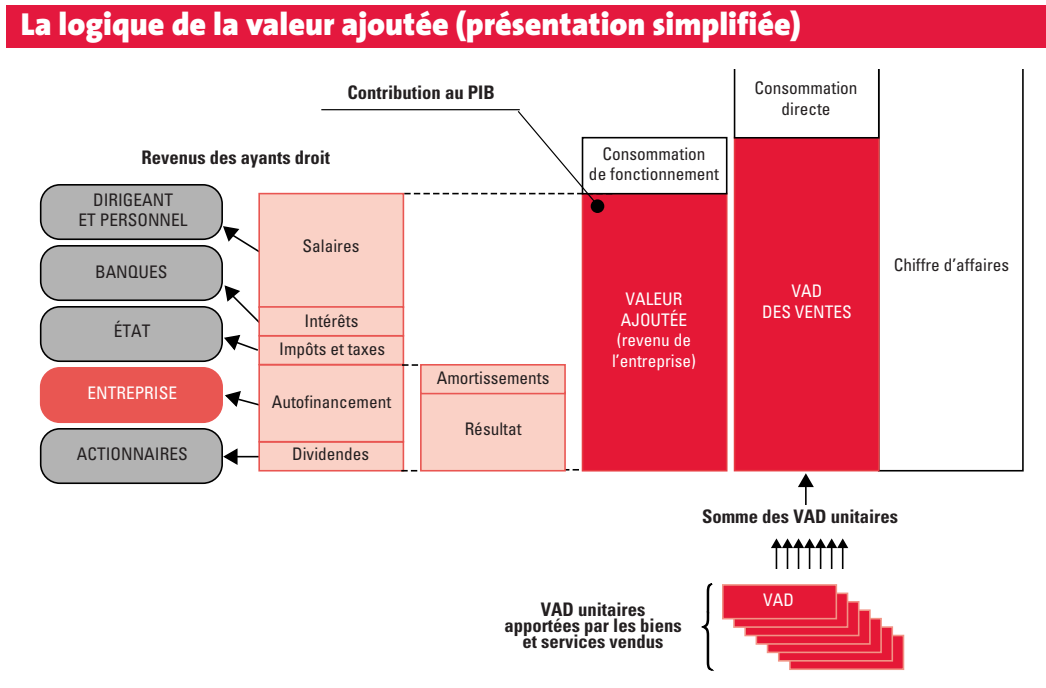 La logique de la valeur ajoutée (présentation simplifiée)
Contribution au PIB
Consommation
directe
Revenus des ayants droit
Consommation
de fonctionnement
DIRIGEANT
ET PERSONNEL
Salaires
BANQUES
Intérêts
ÉTAT
Impôts et taxes
ENTREPRISE
Autofinancement
Amortissements
Résultat
ACTIONNAIRES
Dividendes
VALEUR
AJOUTÉE
(revenu de
l'entreprise)
VAD
DES VENTES
Chiffre d'affaires
Somme des VAD unitaires
VAD unitaires
apportées par les biens
et services vendus
VAD